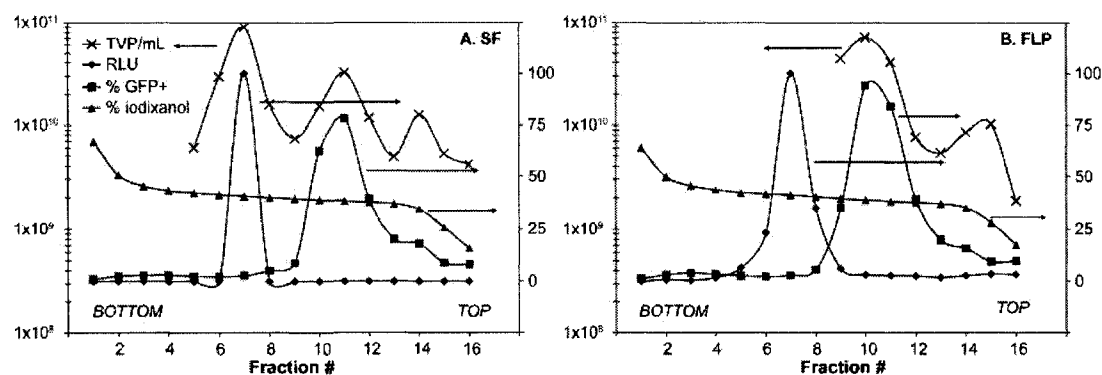 A. SF
TVP/mL
RLU
% GFP+
% iodixanol
1x10¹¹
1x10¹⁰
1x10⁹
1x10⁸
100
75
50
25
0
BOTTOM
TOP
2 4 6 8 10 12 14 16
Fraction #
B. FLP
1x10¹¹
1x10¹⁰
1x10⁹
1x10⁸
100
75
50
25
0
BOTTOM
TOP
2 4 6 8 10 12 14 16
Fraction #